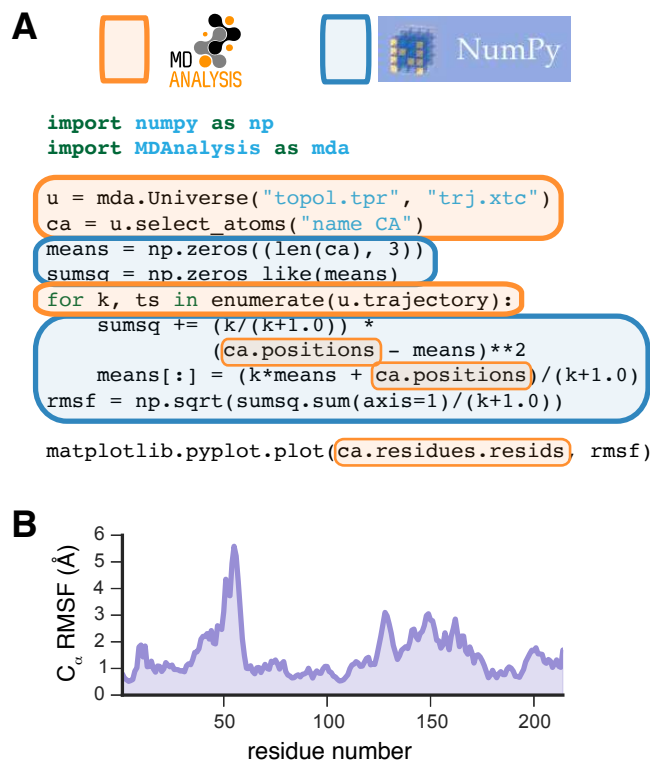 A
MD
ANALYSIS
NumPy
import numpy as np
import MDAnalysis as mda
u = mda.Universe("topol.tpr", "trj.xtc")
ca = u.select_atoms("name CA")
means = np.zeros((len(ca), 3))
sumsq = np.zeros_like(means)
for k, ts in enumerate(u.trajectory):
    sumsq += (k/(k+1.0)) *
             (ca.positions - means)**2
    means[:] = (k*means + ca.positions)/(k+1.0)
rmsf = np.sqrt(sumsq.sum(axis=1)/(k+1.0))
matplotlib.pyplot.plot(ca.residues.resids, rmsf)
B
Cα RMSF (Å)
6
5
4
3
2
1
0
50 100 150 200
residue number